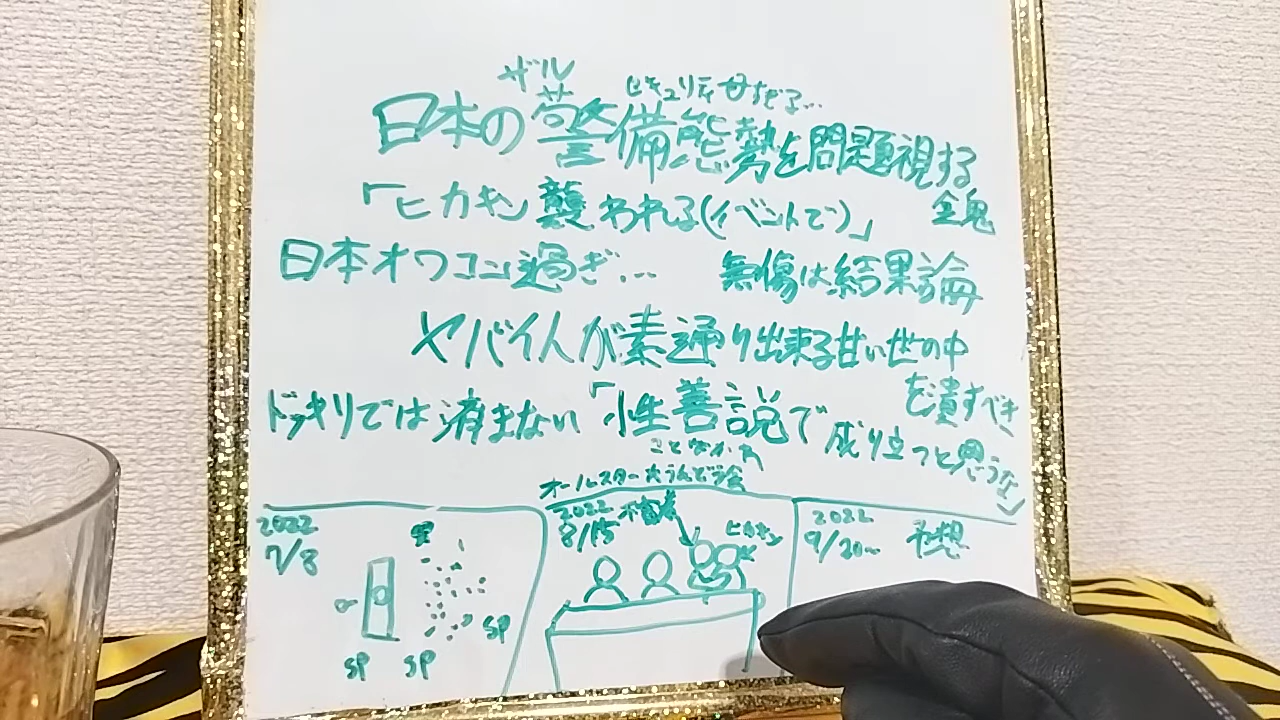 ザル
セキュリティ甘すぎる…
日本の警備態勢を問題視する
金鬼
「ヒカキン襲われる(イベントで)」
日本オワコン過ぎ… 無傷は結果論
ヤバイ人が素通り出来る甘い世の中
を潰すべき
ドッキリでは済まない「性善説で成り立つと思うな」
ことなかれ
オールスター大うんどう会
2022
7/8
SP
SP
SP
2022
8/15
不審者
ヒカキン
2022
9/20〜
予想